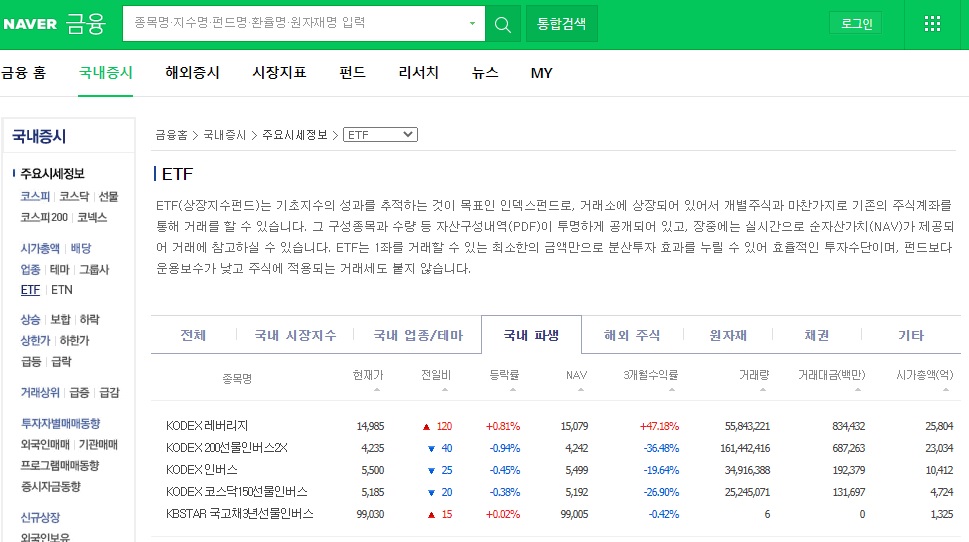 NAVER 금융 종목명·지수명·펀드명·환율명·원자재명 입력 통합검색 로그인
금융 홈 국내증시 해외증시 시장지표 펀드 리서치 뉴스 MY
국내증시
주요시세정보
코스피 코스닥 선물
코스피200 코넥스
시가총액 배당
업종 테마 그룹사
ETF ETN
상승 보합 하락
상한가 하한가
급등 급락
거래상위 급증 급감
투자자별매매동향
외국인매매 기관매매
프로그램매매동향
증시자금동향
신규상장
외국인보유
금융홈 > 국내증시 > 주요시세정보 > ETF
ETF
ETF(상장지수펀드)는 기초지수의 성과를 추적하는 것이 목표인 인덱스펀드로, 거래소에 상장되어 있어서 개별주식과 마찬가지로 기존의 주식계좌를
통해 거래를 할 수 있습니다. 그 구성종목과 수량 등 자산구성내역(PDF)이 투명하게 공개되어 있고, 장중에는 실시간으로 순자산가치(NAV)가 제공되
어 거래에 참고하실 수 있습니다. ETF는 1좌를 거래할 수 있는 최소한의 금액만으로 분산투자 효과를 누릴 수 있어 효율적인 투자수단이며, 펀드보다
운용보수가 낮고 주식에 적용되는 거래세도 붙지 않습니다.
전체 국내 시장지수 국내 업종/테마 국내 파생 해외 주식 원자재 채권 기타
종목명 현재가 전일비 등락률 NAV 3개월수익률 거래량 거래대금(백만) 시가총액(억)
KODEX 레버리지 14,985 ▲ 120 +0.81% 15,079 +47.18% 55,843,221 834,432 25,804
KODEX 200선물인버스2X 4,235 ▼ 40 -0.94% 4,242 -36.48% 161,442,416 687,263 23,034
KODEX 인버스 5,500 ▼ 25 -0.45% 5,499 -19.64% 34,916,388 192,379 10,412
KODEX 코스닥150선물인버스 5,185 ▼ 20 -0.38% 5,192 -26.90% 25,245,071 131,697 4,724
KBSTAR 국고채3년선물인버스 99,030 ▲ 15 +0.02% 99,005 -0.42% 6 0 1,325